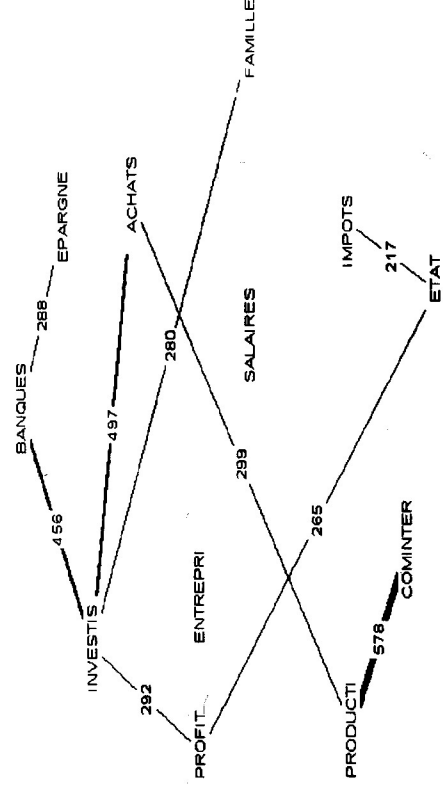 BANQUES
288
456
EPARGNE
INVESTIS
497
ACHATS
292
280
PROFIT
ENTREPRI
299
SALAIRES
FAMILLE
265
PRODUCTI
IMPOTS
578
217
COMINTER
ETAT